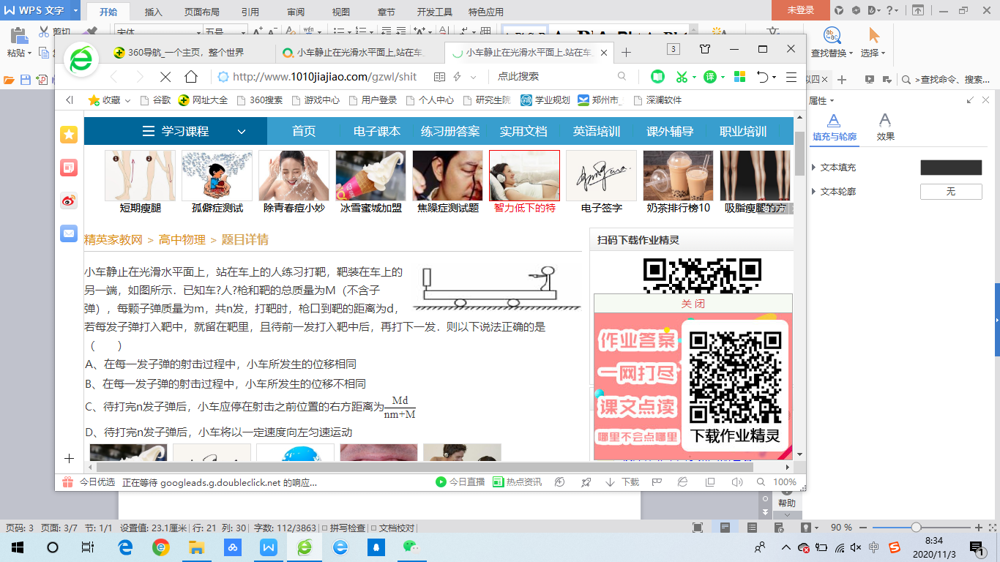 WPS 文字
开始
插入
页面布局
引用
审阅
视图
章节
开发工具
特色应用
未登录
粘贴
剪切
宋体
五号
查找替换
选择
360导航_一个主页，整个世界
小车静止在光滑水平面上,站在车
小车静止在光滑水平面上,站在车
3
http://www.1010jiajiao.com/gzwl/shit
点此搜索
>查找命令、搜索...
收藏
谷歌
网址大全
360搜索
游戏中心
用户登录
个人中心
研究生院
学业规划
郑州市_
深澜软件
属性
填充与轮廓
效果
文本填充
文本轮廓
无
学习课程
首页
电子课本
练习册答案
实用文档
英语培训
课外辅导
职业培训
短期瘦腿
孤僻症测试
除青春痘小妙
冰雪蜜城加盟
焦躁症测试题
智力低下的特
电子签字
奶茶排行榜10
吸脂瘦腿的方
精英家教网 > 高中物理 > 题目详情
扫码下载作业精灵
小车静止在光滑水平面上，站在车上的人练习打靶，靶装在车上的
另一端，如图所示．已知车?人?枪和靶的总质量为M（不含子
弹），每颗子弹质量为m，共n发，打靶时，枪口到靶的距离为d，
若每发子弹打入靶中，就留在靶里，且待前一发打入靶中后，再打下一发．则以下说法正确的是
（　　）
A、在每一发子弹的射击过程中，小车所发生的位移相同
B、在每一发子弹的射击过程中，小车所发生的位移不相同
C、待打完n发子弹后，小车应停在射击之前位置的右方距离为Md/nm+M
D、待打完n发子弹后，小车将以一定速度向左匀速运动
关 闭
作业答案
一网打尽
课文点读
哪里不会点哪里
下载作业精灵
今日优选
正在等待 googleads.g.doubleclick.net 的响应...
今日直播
热点资讯
下载
100%
帮助
页码: 3 页面: 3/7 节: 1/1 设置值: 23.1厘米 行: 21 列: 30 字数: 112/3863 拼写检查 文档校对
90 %
中
8:34
2020/11/3
1